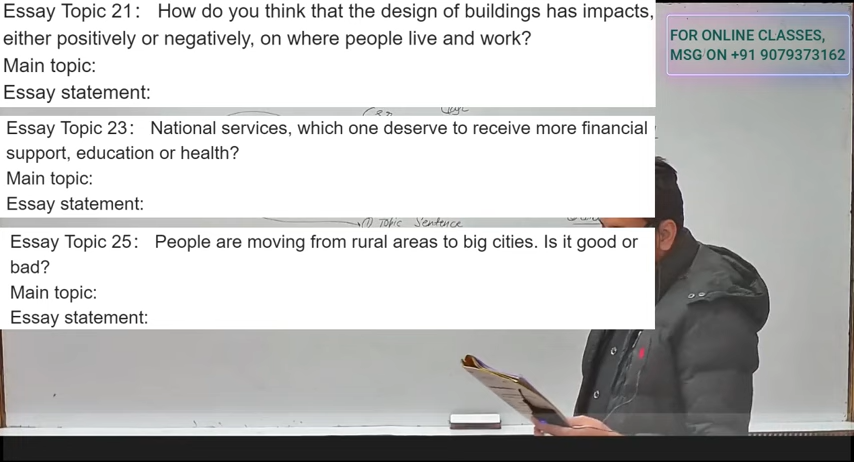 Essay Topic 21: How do you think that the design of buildings has impacts,
either positively or negatively, on where people live and work?
Main topic:
Essay statement:
FOR ONLINE CLASSES,
MSG ON +91 9079373162
Essay Topic 23: National services, which one deserve to receive more financial
support, education or health?
Main topic:
Essay statement:
(1) Topic Sentence
Essay Topic 25: People are moving from rural areas to big cities. Is it good or
bad?
Main topic:
Essay statement: